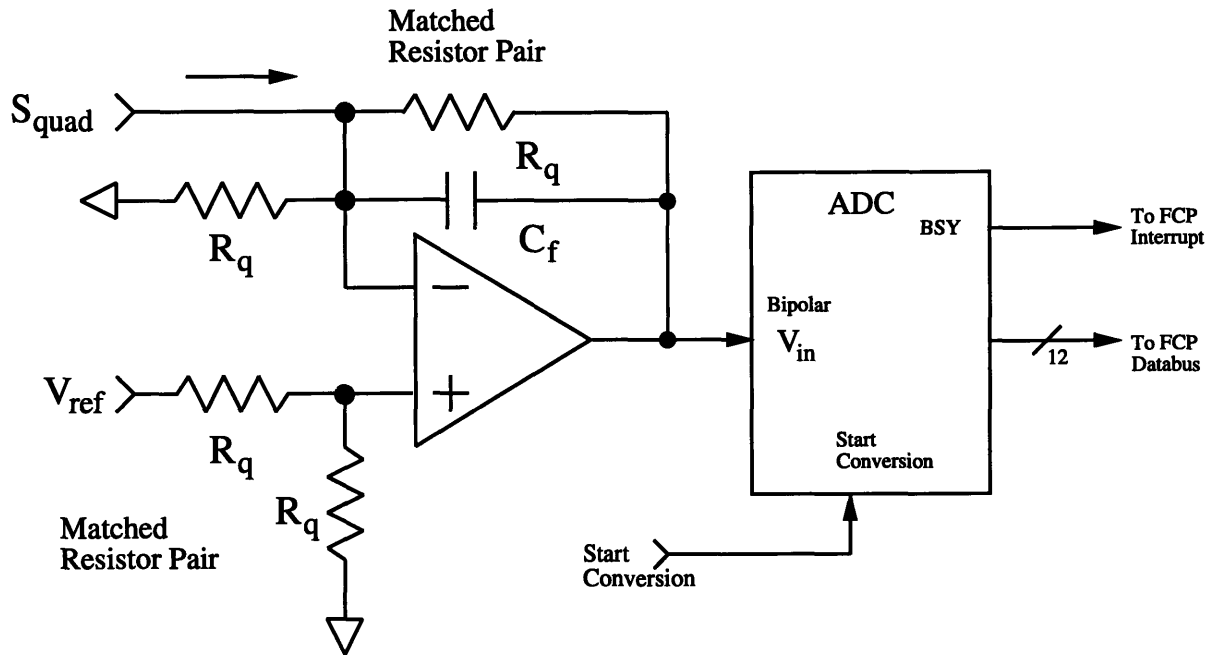 Matched
Resistor Pair
S_quad
R_q
R_q
C_f
ADC
BSY
To FCP
Interrupt
Bipolar
V_in
12
To FCP
Databus
V_ref
R_q
R_q
Start
Conversion
Matched
Resistor Pair
Start
Conversion